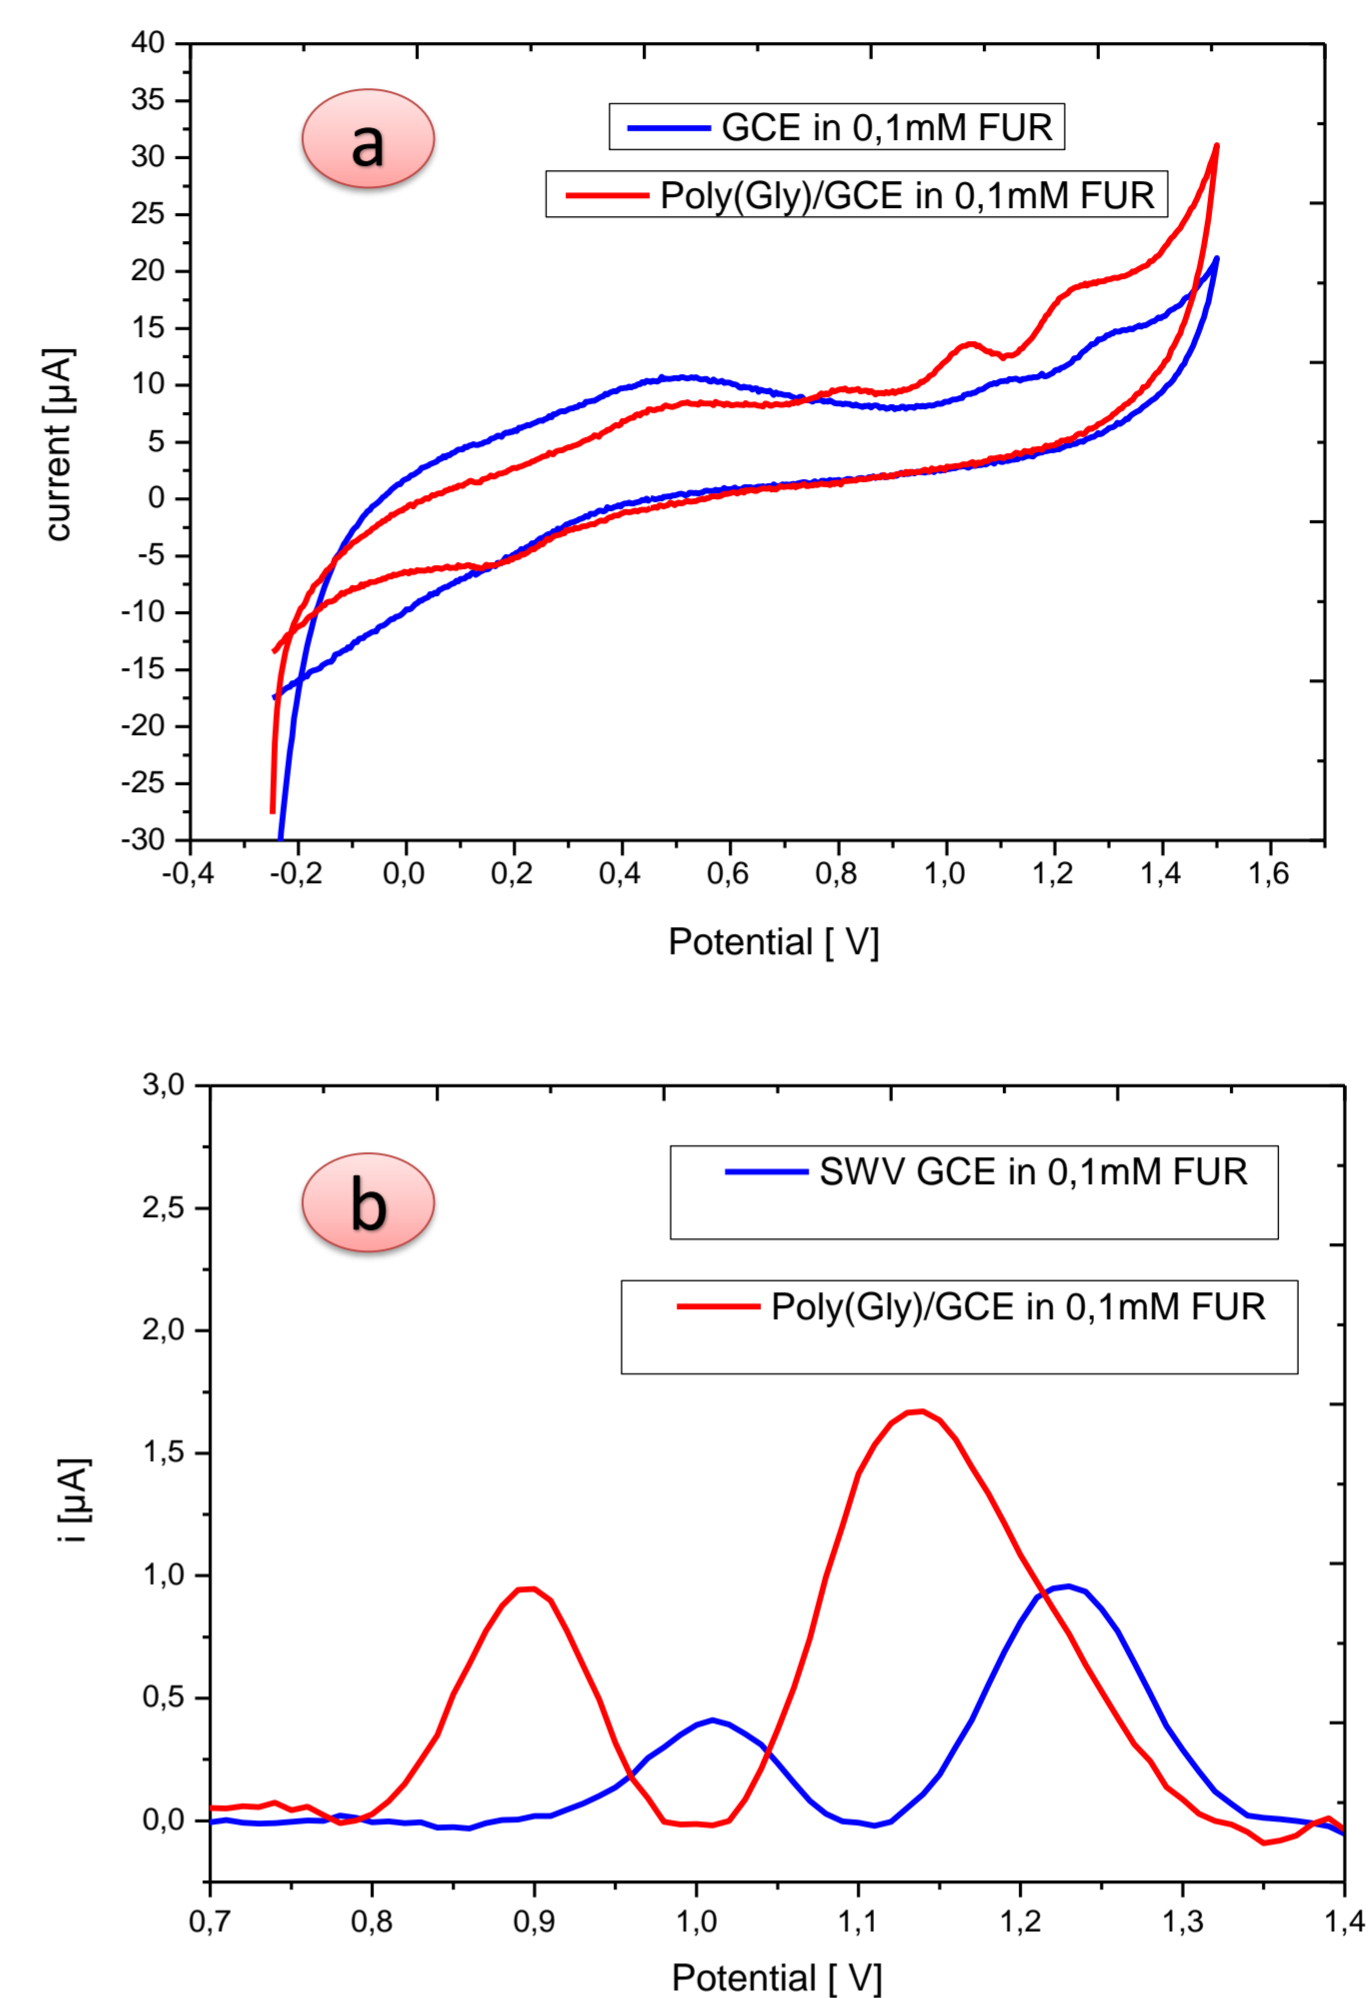 a
GCE in 0,1mM FUR
Poly(Gly)/GCE in 0,1mM FUR
40
35
30
25
20
15
10
5
0
-5
-10
-15
-20
-25
-30
current [µA]
-0,4 -0,2 0,0 0,2 0,4 0,6 0,8 1,0 1,2 1,4 1,6
Potential [ V]
b
SWV GCE in 0,1mM FUR
Poly(Gly)/GCE in 0,1mM FUR
3,0
2,5
2,0
1,5
1,0
0,5
0,0
i [µA]
0,7 0,8 0,9 1,0 1,1 1,2 1,3 1,4
Potential [ V]